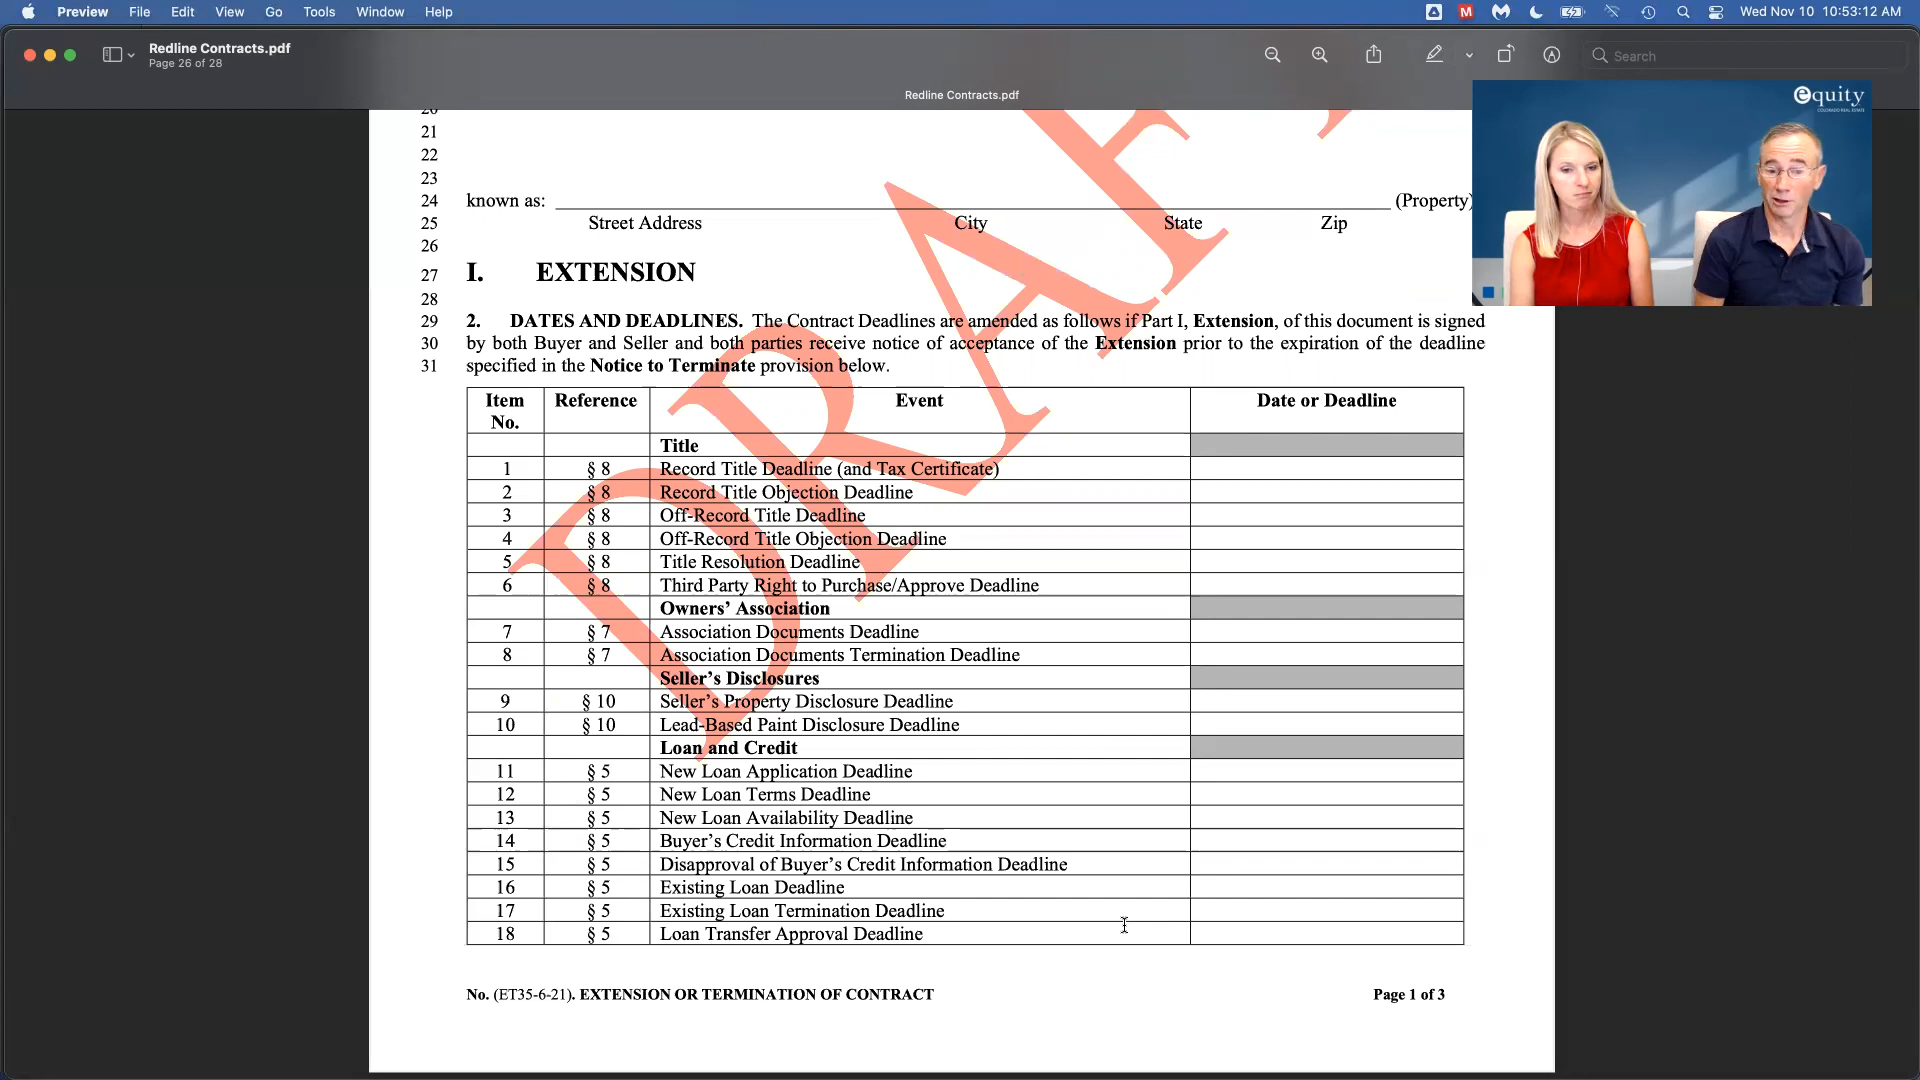 Preview File Edit View Go Tools Window Help Wed Nov 10 10:53:12 AM
Redline Contracts.pdf
Page 26 of 28
Search
Redline Contracts.pdf
equity
21
22
23
24 known as: (Property)
25 Street Address City State Zip
26
27 I. EXTENSION
28
29 2. DATES AND DEADLINES. The Contract Deadlines are amended as follows if Part I, Extension, of this document is signed
30 by both Buyer and Seller and both parties receive notice of acceptance of the Extension prior to the expiration of the deadline
31 specified in the Notice to Terminate provision below.
Item No. Reference Event Date or Deadline
Title
1 § 8 Record Title Deadline (and Tax Certificate)
2 § 8 Record Title Objection Deadline
3 § 8 Off-Record Title Deadline
4 § 8 Off-Record Title Objection Deadline
5 § 8 Title Resolution Deadline
6 § 8 Third Party Right to Purchase/Approve Deadline
Owners’ Association
7 § 7 Association Documents Deadline
8 § 7 Association Documents Termination Deadline
Seller’s Disclosures
9 § 10 Seller’s Property Disclosure Deadline
10 § 10 Lead-Based Paint Disclosure Deadline
Loan and Credit
11 § 5 New Loan Application Deadline
12 § 5 New Loan Terms Deadline
13 § 5 New Loan Availability Deadline
14 § 5 Buyer’s Credit Information Deadline
15 § 5 Disapproval of Buyer’s Credit Information Deadline
16 § 5 Existing Loan Deadline
17 § 5 Existing Loan Termination Deadline
18 § 5 Loan Transfer Approval Deadline
No. (ET35-6-21). EXTENSION OR TERMINATION OF CONTRACT Page 1 of 3
DRAF